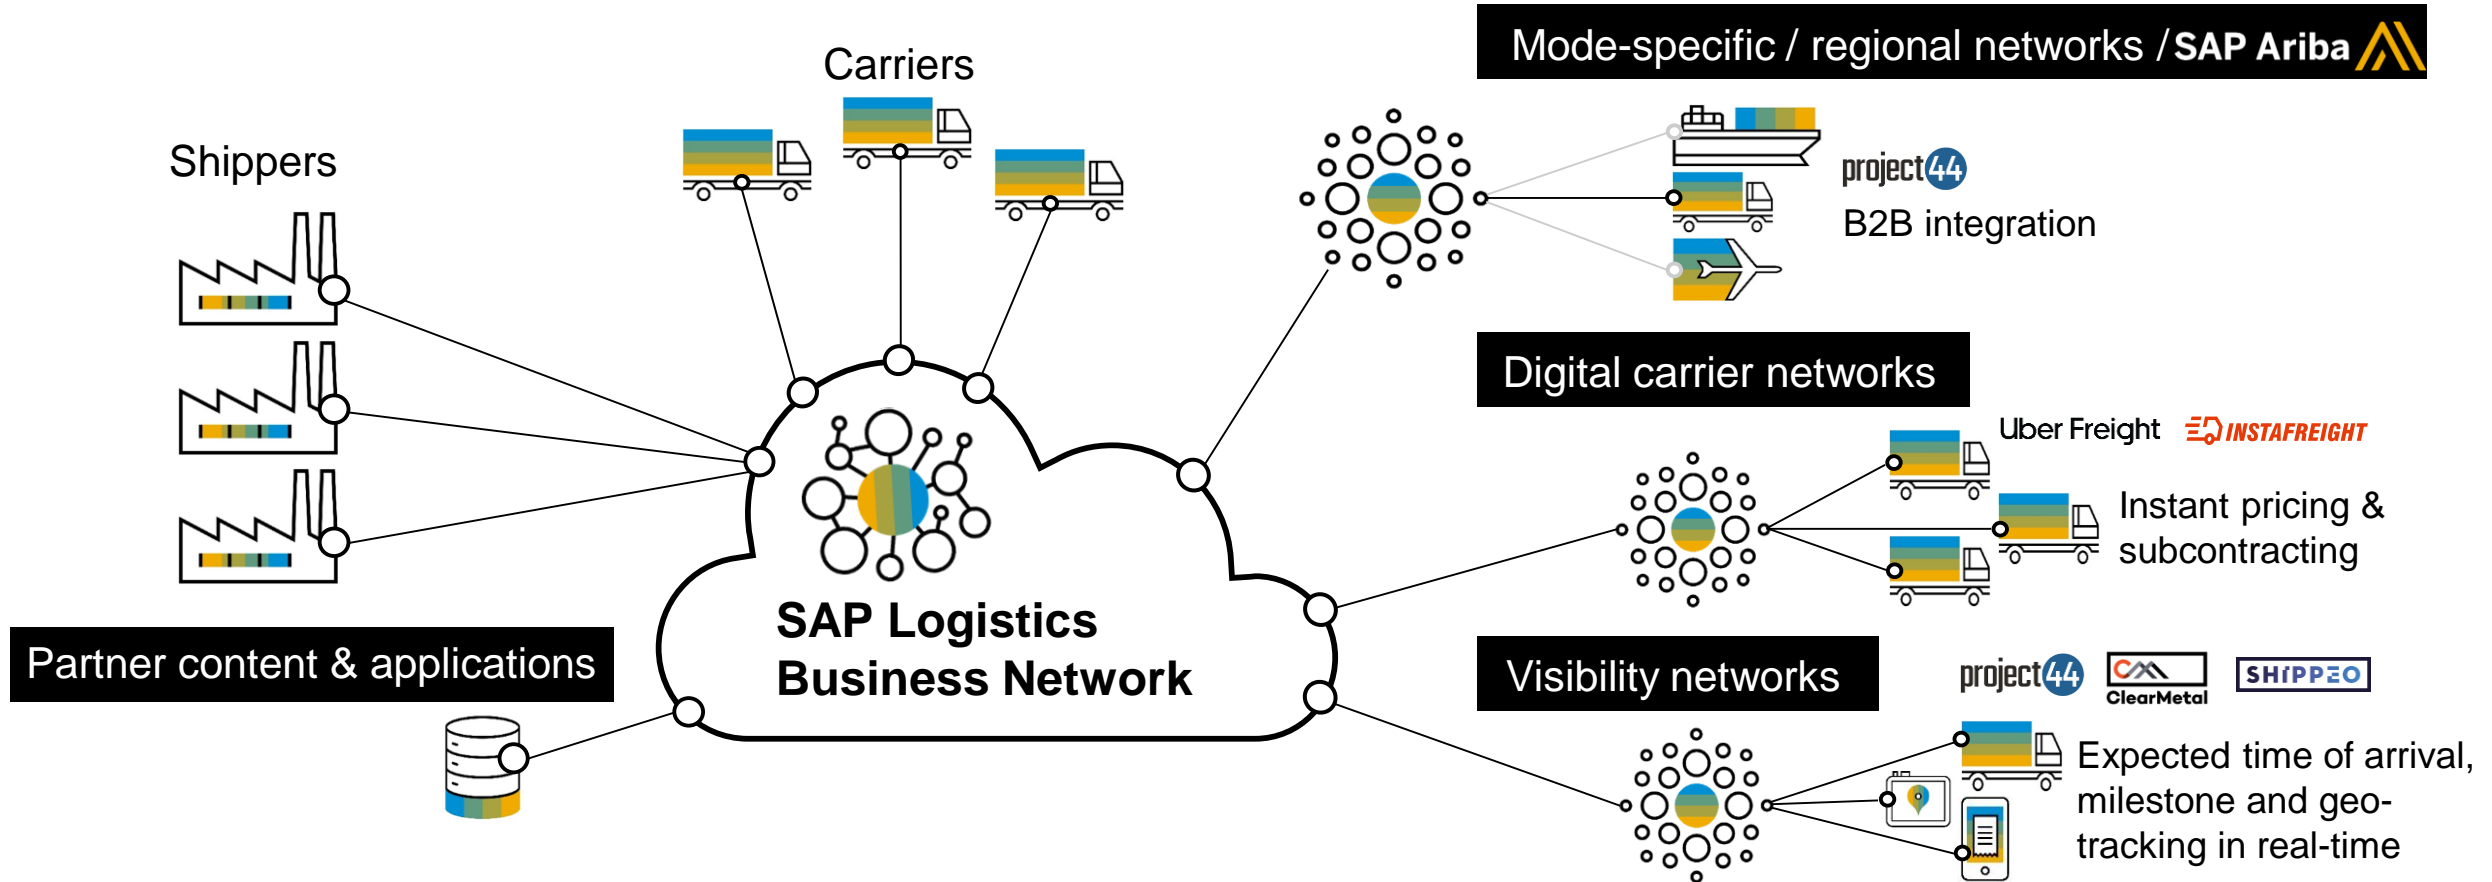 Mode-specific / regional networks / SAP Ariba
Carriers
Shippers
project44
B2B integration
Digital carrier networks
Uber Freight
INSTAFREIGHT
Instant pricing &
subcontracting
SAP Logistics
Business Network
Partner content & applications
Visibility networks
project44
ClearMetal
SHIPPEO
Expected time of arrival,
milestone and geo-
tracking in real-time